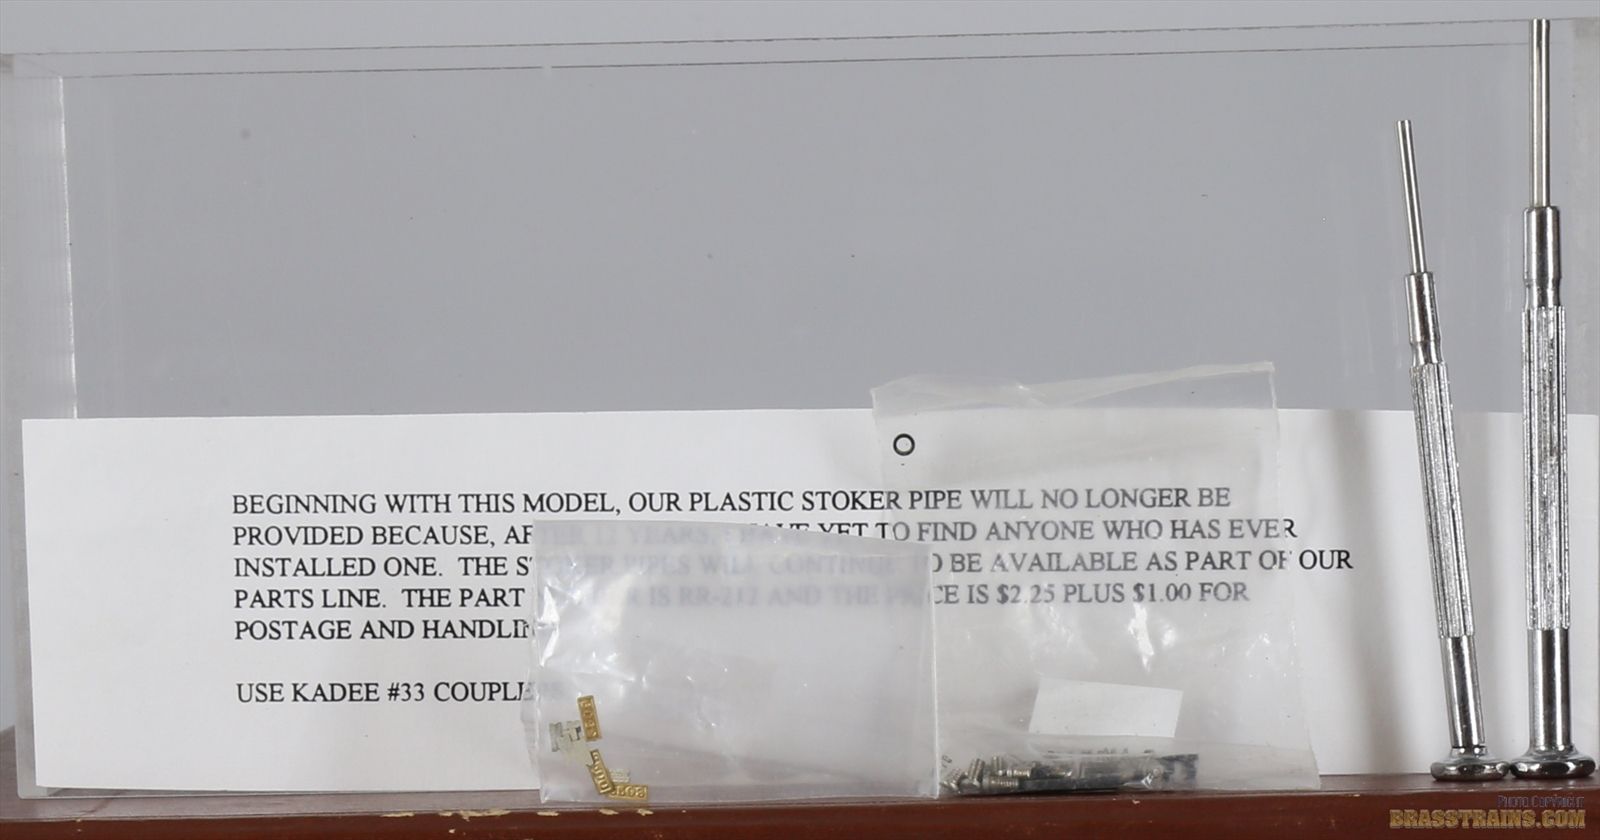 BEGINNING WITH THIS MODEL, OUR PLASTIC STOKER PIPE WILL NO LONGER BE
PROVIDED BECAUSE, AFTER 12 YEARS, I HAVE YET TO FIND ANYONE WHO HAS EVER
INSTALLED ONE. THE STOKER PIPES WILL CONTINUE TO BE AVAILABLE AS PART OF OUR
PARTS LINE. THE PART NUMBER IS RR-212 AND THE PRICE IS $2.25 PLUS $1.00 FOR
POSTAGE AND HANDLIN
USE KADEE #33 COUPLERS
PHOTO COPYRIGHT
BRASSTRAINS.COM